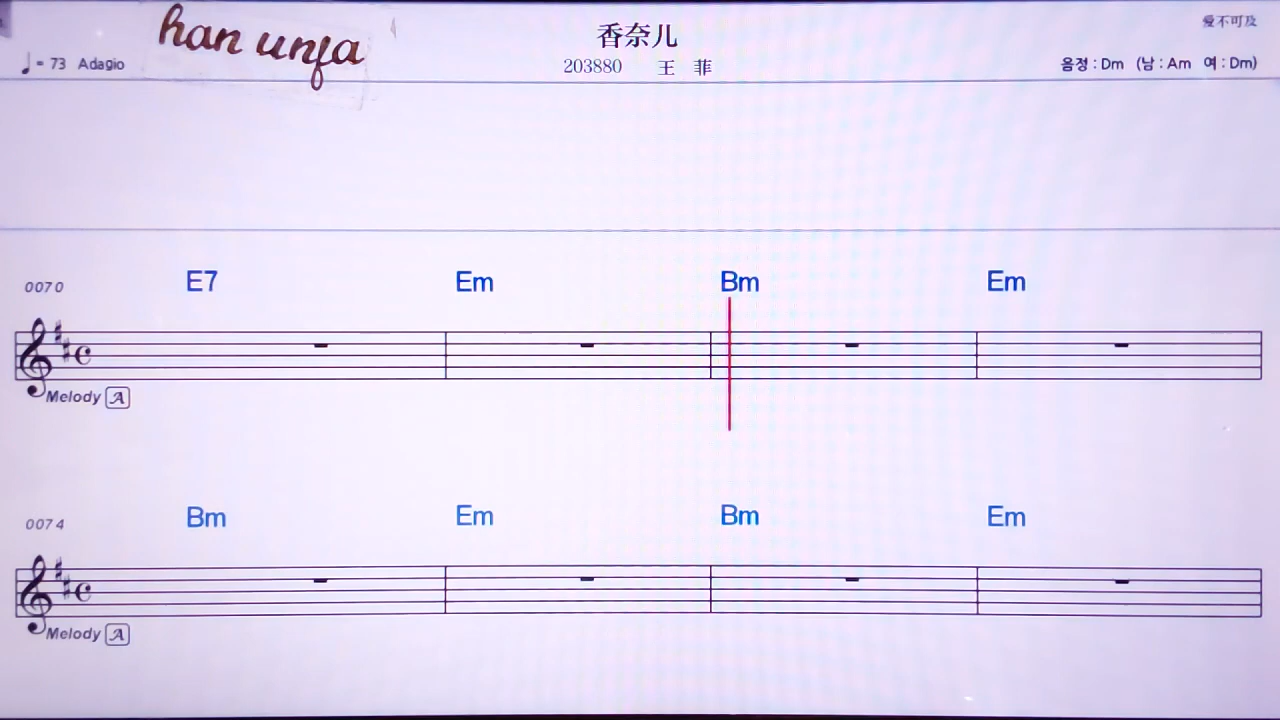 han unfa
香奈儿
愛不可及
♩= 73 Adagio
203880 王 菲
음정 : Dm (남 : Am 여 : Dm)
0070
E7 Em Bm Em
Melody A
0074
Bm Em Bm Em
Melody A